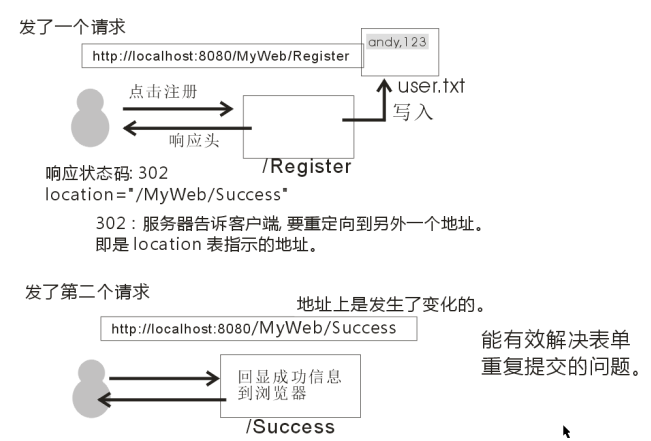 发了一个请求
andy,123
http://localhost:8080/MyWeb/Register
user.txt
点击注册
写入
响应头
/Register
响应状态码: 302
location="/MyWeb/Success"
302：服务器告诉客户端, 要重定向到另外一个地址。
即是 location 表指示的地址。
发了第二个请求
地址上是发生了变化的。
http://localhost:8080/MyWeb/Success
能有效解决表单
重复提交的问题。
回显成功信息
到浏览器
/Success